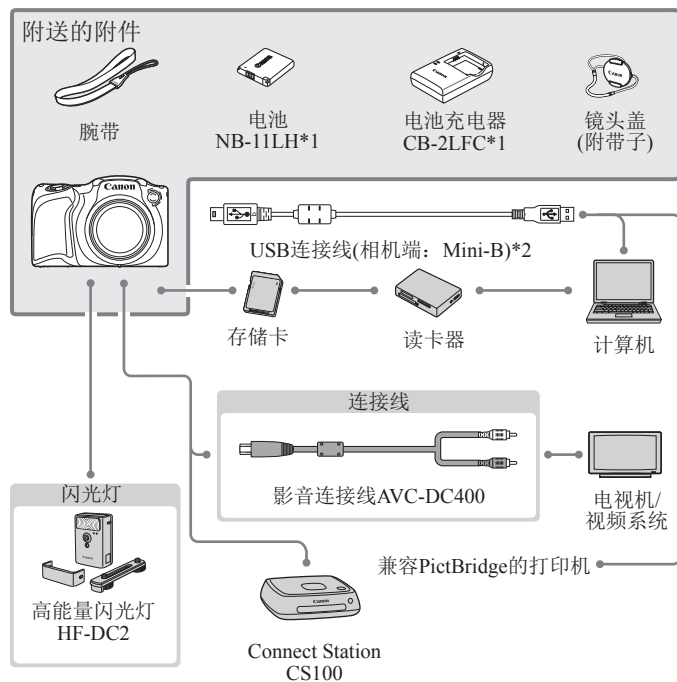 附送的附件
腕带
电池
NB-11LH*1
电池充电器
CB-2LFC*1
镜头盖
(附带子)
Canon
USB连接线(相机端：Mini-B)*2
存储卡
读卡器
计算机
连接线
影音连接线AVC-DC400
电视机/
视频系统
闪光灯
高能量闪光灯
HF-DC2
兼容PictBridge的打印机
Canon
Connect Station
CS100